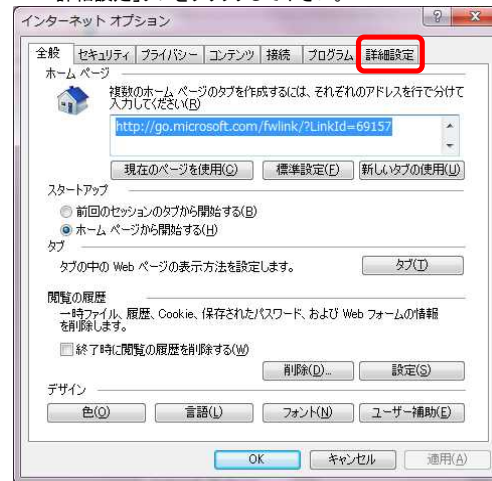 インターネット オプション
全般 セキュリティ プライバシー コンテンツ 接続 プログラム 詳細設定
ホーム ページ
複数のホーム ページのタブを作成するには、それぞれのアドレスを行で分けて
入力してください(R)
http://go.microsoft.com/fwlink/?LinkId=69157
現在のページを使用(C) 標準設定(F) 新しいタブの使用(U)
スタートアップ
前回のセッションのタブから開始する(B)
ホーム ページから開始する(H)
タブ
タブの中の Web ページの表示方法を設定します。 タブ(T)
閲覧の履歴
一時ファイル、履歴、Cookie、保存されたパスワード、および Web フォームの情報
を削除します。
終了時に閲覧の履歴を削除する(W)
削除(D)... 設定(S)
デザイン
色(O) 言語(L) フォント(N) ユーザー補助(E)
OK キャンセル 適用(A)